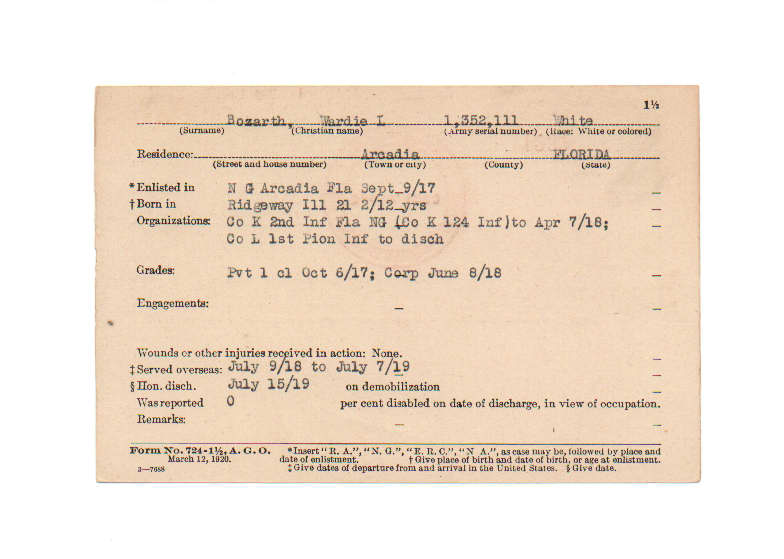 1½
Bozarth, Wardie I 1,352,111 White
(Surname) (Christian name) (Army serial number) (Race: White or colored)
Residence: Arcadia FLORIDA
(Street and house number) (Town or city) (County) (State)
*Enlisted in N G Arcadia Fla Sept 9/17
†Born in Ridgeway Ill 21 2/12 yrs
Organizations: Co K 2nd Inf Fla NG (Co K 124 Inf)to Apr 7/18;
Co L 1st Pion Inf to disch
Grades: Pvt 1 cl Oct 6/17; Corp June 8/18
Engagements: —
Wounds or other injuries received in action: None.
‡Served overseas: July 9/18 to July 7/19
§Hon. disch. July 15/19 on demobilization
Was reported 0 per cent disabled on date of discharge, in view of occupation.
Remarks: —
Form No. 724-1½, A. G. O. *Insert "R. A.", "N. G.", "E. R. C.", "N A.", as case may be, followed by place and
March 12, 1920. date of enlistment. †Give place of birth and date of birth, or age at enlistment.
3—7688 ‡Give dates of departure from and arrival in the United States. §Give date.